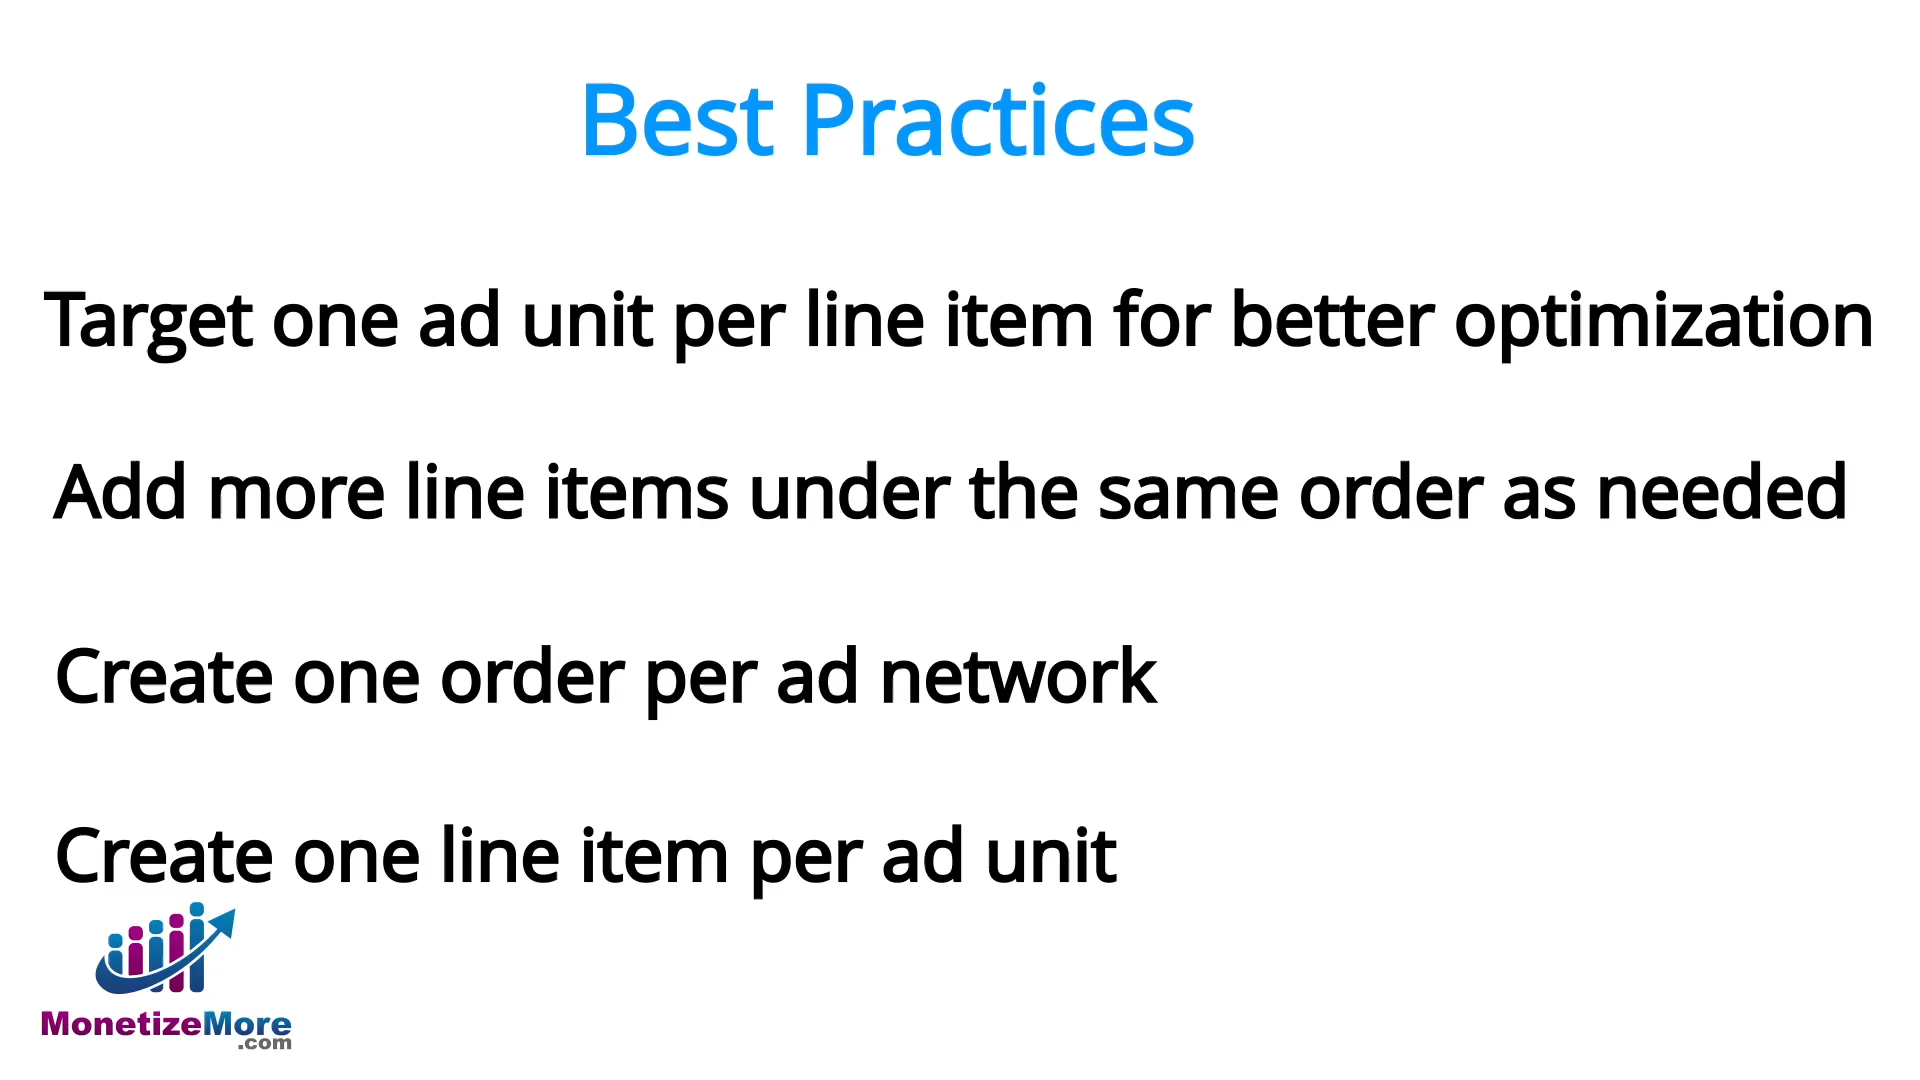 Best Practices
Target one ad unit per line item for better optimization
Add more line items under the same order as needed
Create one order per ad network
Create one line item per ad unit
MonetizeMore
.com